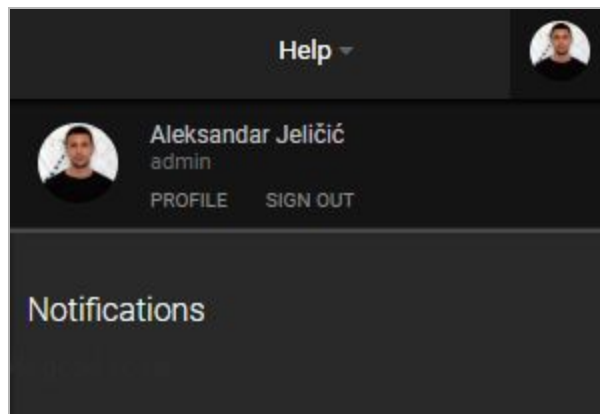 Help
Aleksandar Jeličić
admin
PROFILE SIGN OUT
Notifications